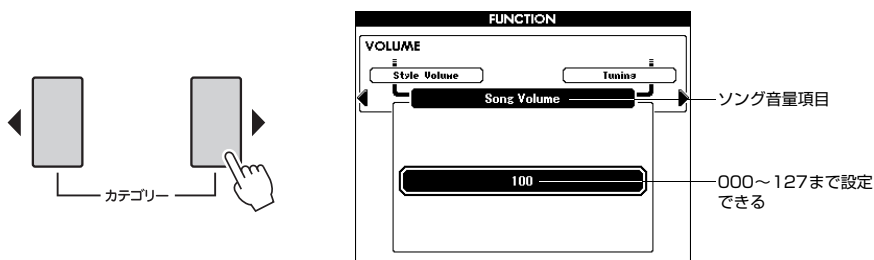 FUNCTION
VOLUME
Style Volume
Tuning
Song Volume
ソング音量項目
100
000〜127まで設定
できる
カテゴリー